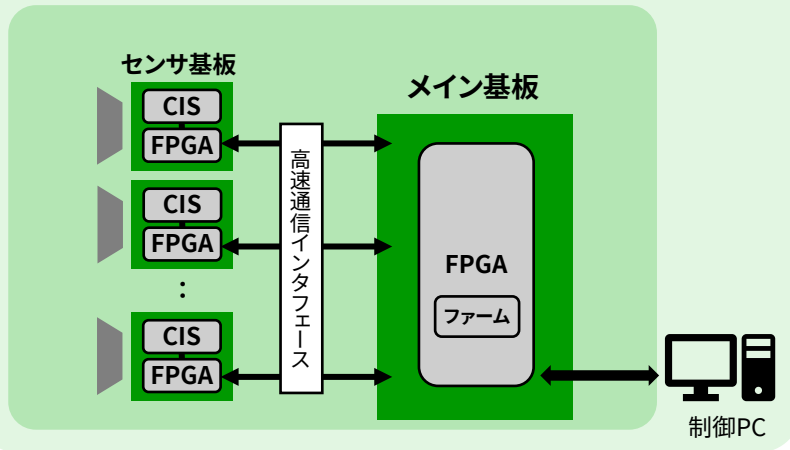 センサ基板
CIS
FPGA
CIS
FPGA
:
CIS
FPGA
高速通信インタフェース
メイン基板
FPGA
ファーム
制御PC